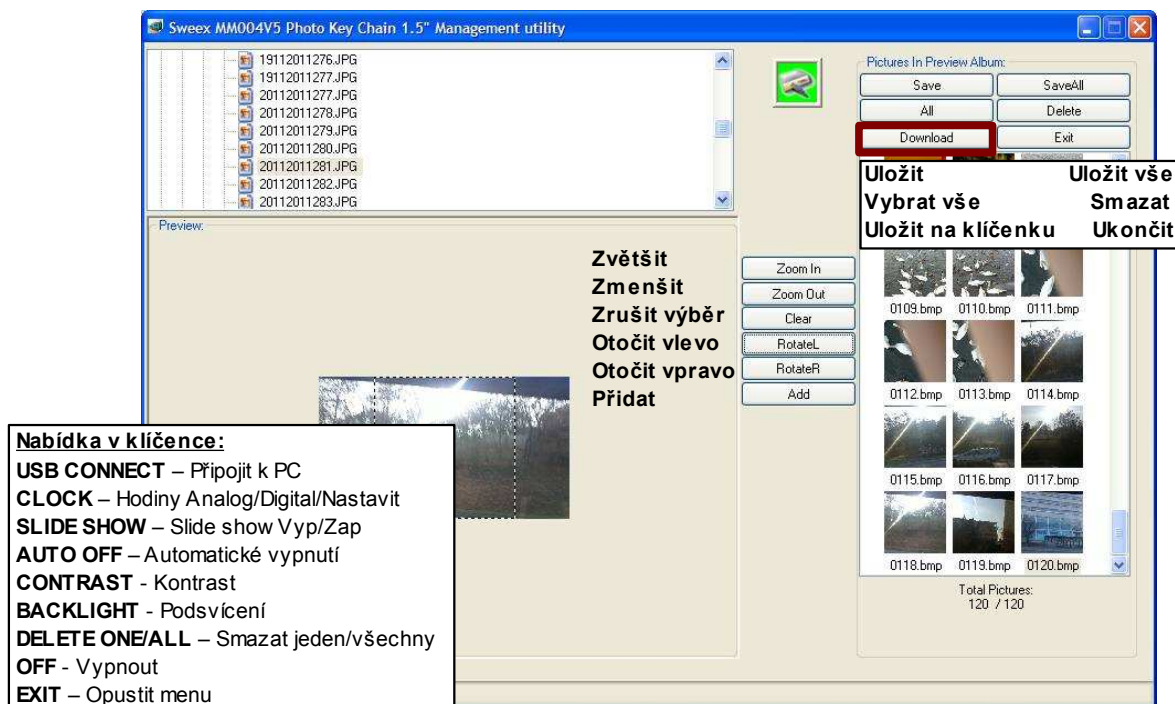 Sweex MM004V5 Photo Key Chain 1.5" Management utility
19112011276.JPG
19112011277.JPG
20112011277.JPG
20112011278.JPG
20112011279.JPG
20112011280.JPG
20112011281.JPG
20112011282.JPG
20112011283.JPG
Pictures In Preview Album:
Save SaveAll
All Delete
Download Exit
Uložit Uložit vše
Vybrat vše Smazat
Uložit na klíčenku Ukončit
Preview:
Zvětšit
Zmenšit
Zrušit výběr
Otočit vlevo
Otočit vpravo
Přidat
Zoom In
Zoom Out
Clear
RotateL
RotateR
Add
0109.bmp 0110.bmp 0111.bmp
0112.bmp 0113.bmp 0114.bmp
0115.bmp 0116.bmp 0117.bmp
0118.bmp 0119.bmp 0120.bmp
Total Pictures:
120 / 120
Nabídka v klíčence:
USB CONNECT – Připojit k PC
CLOCK – Hodiny Analog/Digital/Nastavit
SLIDE SHOW – Slide show Vyp/Zap
AUTO OFF – Automatické vypnutí
CONTRAST - Kontrast
BACKLIGHT - Podsvícení
DELETE ONE/ALL – Smazat jeden/všechny
OFF - Vypnout
EXIT – Opustit menu